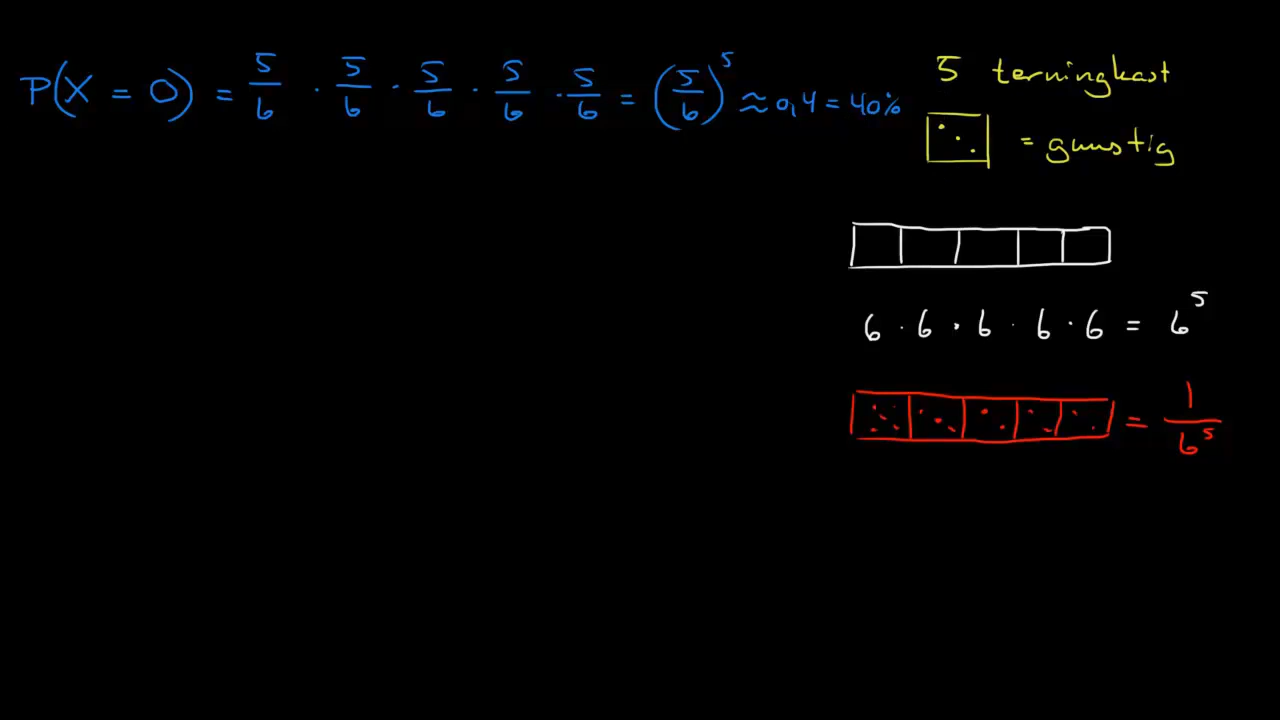 P(X = 0) = 5/6 · 5/6 · 5/6 · 5/6 · 5/6 = (5/6)^5 ≈ 0,4 = 40%
5 terningkast
= gunstig
6 · 6 · 6 · 6 · 6 = 6^5
= 1/6^5